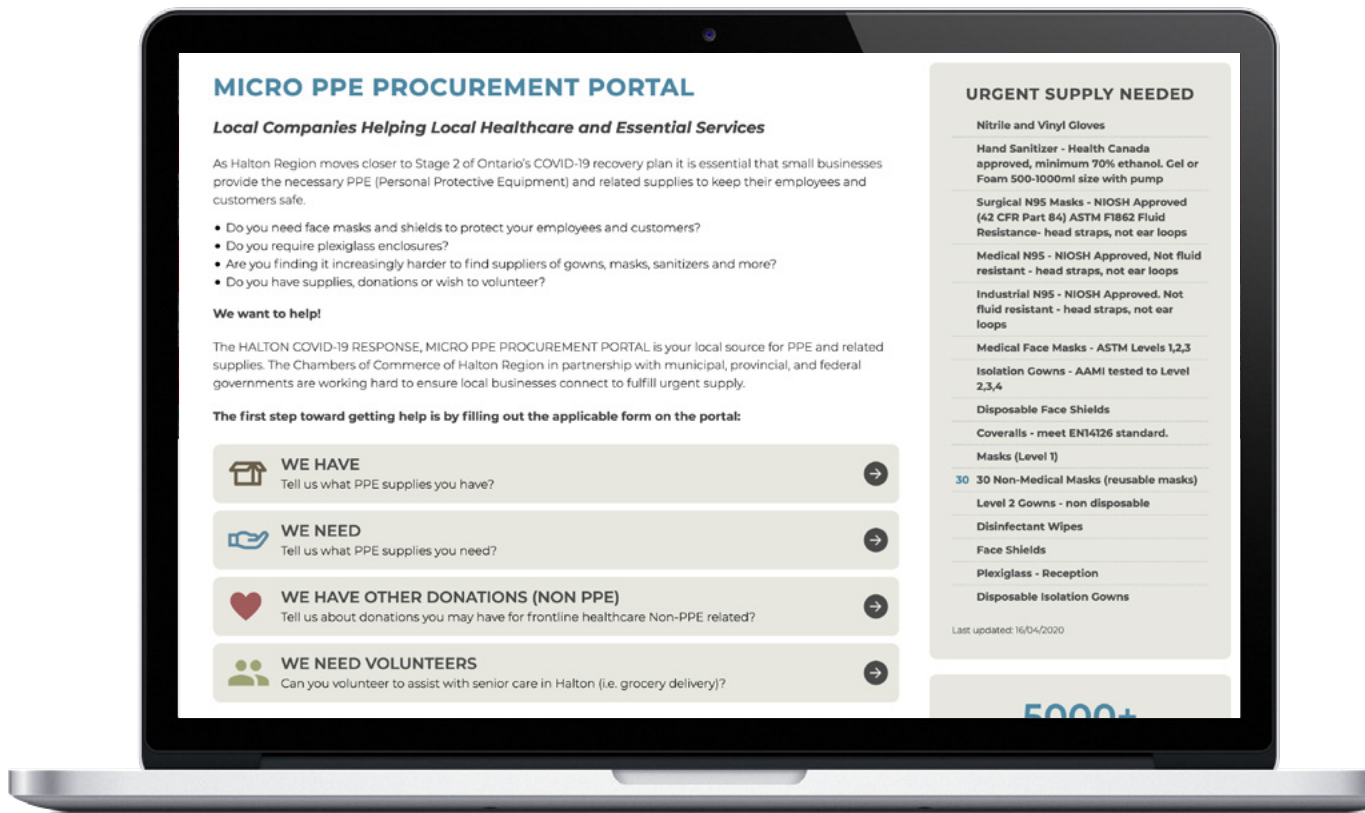 MICRO PPE PROCUREMENT PORTAL
Local Companies Helping Local Healthcare and Essential Services
As Halton Region moves closer to Stage 2 of Ontario's COVID-19 recovery plan it is essential that small businesses
provide the necessary PPE (Personal Protective Equipment) and related supplies to keep their employees and
customers safe.
• Do you need face masks and shields to protect your employees and customers?
• Do you require plexiglass enclosures?
• Are you finding it increasingly harder to find suppliers of gowns, masks, sanitizers and more?
• Do you have supplies, donations or wish to volunteer?
We want to help!
The HALTON COVID-19 RESPONSE, MICRO PPE PROCUREMENT PORTAL is your local source for PPE and related
supplies. The Chambers of Commerce of Halton Region in partnership with municipal, provincial, and federal
governments are working hard to ensure local businesses connect to fulfill urgent supply.
The first step toward getting help is by filling out the applicable form on the portal:
WE HAVE
Tell us what PPE supplies you have?
WE NEED
Tell us what PPE supplies you need?
WE HAVE OTHER DONATIONS (NON PPE)
Tell us about donations you may have for frontline healthcare Non-PPE related?
WE NEED VOLUNTEERS
Can you volunteer to assist with senior care in Halton (i.e. grocery delivery)?
URGENT SUPPLY NEEDED
Nitrile and Vinyl Gloves
Hand Sanitizer - Health Canada
approved, minimum 70% ethanol. Gel or
Foam 500-1000ml size with pump
Surgical N95 Masks - NIOSH Approved
(42 CFR Part 84) ASTM F1862 Fluid
Resistance- head straps, not ear loops
Medical N95 - NIOSH Approved, Not fluid
resistant - head straps, not ear loops
Industrial N95 - NIOSH Approved. Not
fluid resistant - head straps, not ear
loops
Medical Face Masks - ASTM Levels 1,2,3
Isolation Gowns - AAMI tested to Level
2,3,4
Disposable Face Shields
Coveralls - meet EN14126 standard.
Masks (Level 1)
30 30 Non-Medical Masks (reusable masks)
Level 2 Gowns - non disposable
Disinfectant Wipes
Face Shields
Plexiglass - Reception
Disposable Isolation Gowns
Last updated: 16/04/2020
5000+